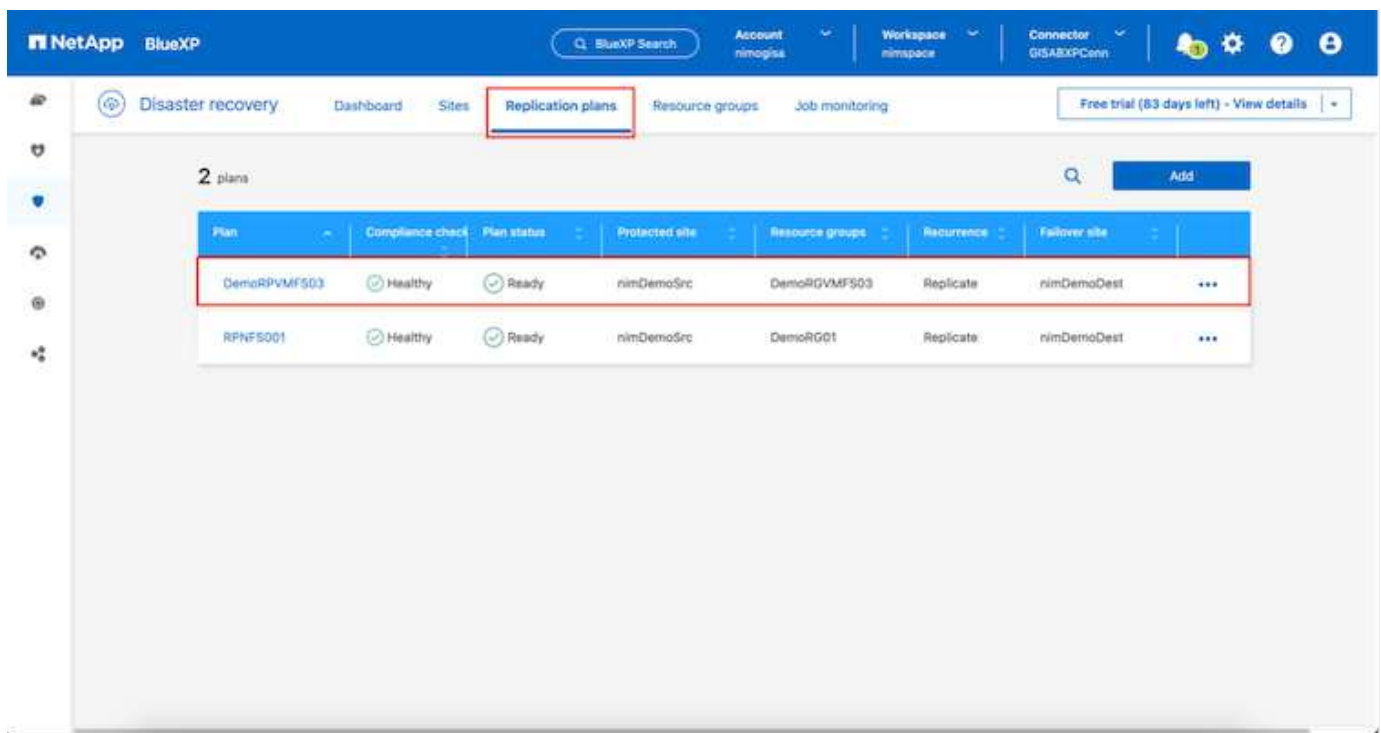 NetApp BlueXP
BlueXP Search
Account
nimogisa
Workspace
nimspace
Connector
GISABXPConn
1
Disaster recovery
Dashboard
Sites
Replication plans
Resource groups
Job monitoring
Free trial (83 days left) - View details
2 plans
Add
Plan Compliance check Plan status Protected site Resource groups Recurrence Failover site
DemoRPVMFS03 Healthy Ready nimDemoSrc DemoRGVMFS03 Replicate nimDemoDest
RPNFS001 Healthy Ready nimDemoSrc DemoRG01 Replicate nimDemoDest